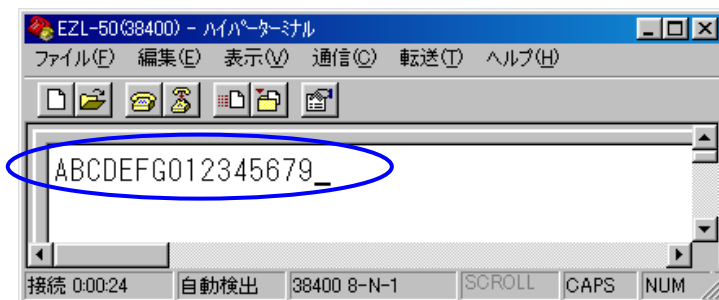 EZL-50(38400) - ハイパーターミナル
ファイル(F) 編集(E) 表示(V) 通信(C) 転送(T) ヘルプ(H)
ABCDEFG012345679_
接続 0:00:24 自動検出 38400 8-N-1 SCROLL CAPS NUM